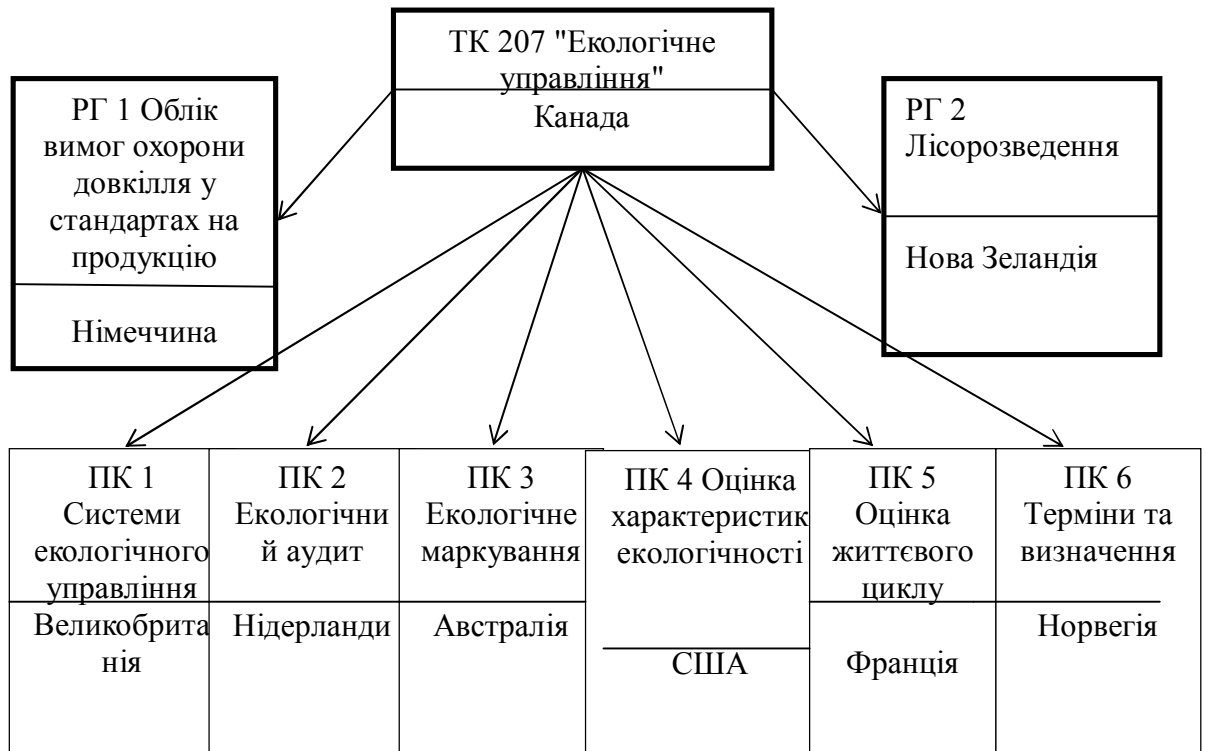 ТК 207 "Екологічне
управління"
Канада
РГ 1 Облік
вимог охорони
довкілля у
стандартах на
продукцію
Німеччина
РГ 2
Лісорозведення
Нова Зеландія
ПК 1
Системи
екологічного
управління
Великобрита
нія
ПК 2
Екологічни
й аудит
Нідерланди
ПК 3
Екологічне
маркування
Австралія
ПК 4 Оцінка
характеристик
екологічності
США
ПК 5
Оцінка
життєвого
циклу
Франція
ПК 6
Терміни та
визначення
Норвегія